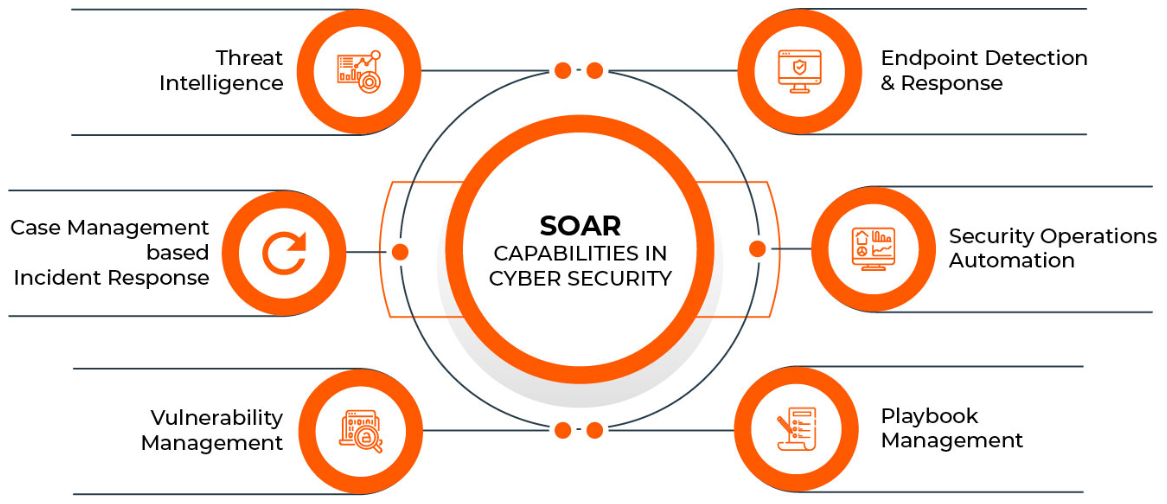 Threat
Intelligence
Endpoint Detection
& Response
Case Management
based
Incident Response
SOAR
CAPABILITIES IN
CYBER SECURITY
Security Operations
Automation
Vulnerability
Management
Playbook
Management